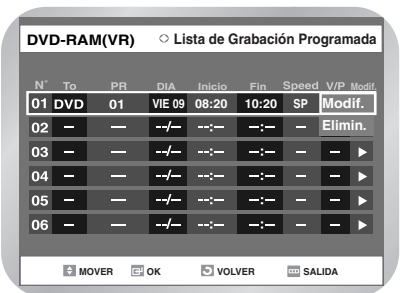 DVD-RAM(VR) Lista de Grabación Programada
N° To PR DIA Inicio Fin Speed V/P Modif.
01 DVD 01 VIE 09 08:20 10:20 SP Modif.
02 – — --/– --:– –:– – Elimin.
03 – — --/– --:– –:– – – ►
04 – — --/– --:– –:– – – ►
05 – — --/– --:– –:– – – ►
06 – — --/– --:– –:– – – ►
MOVER OK VOLVER SALIDA